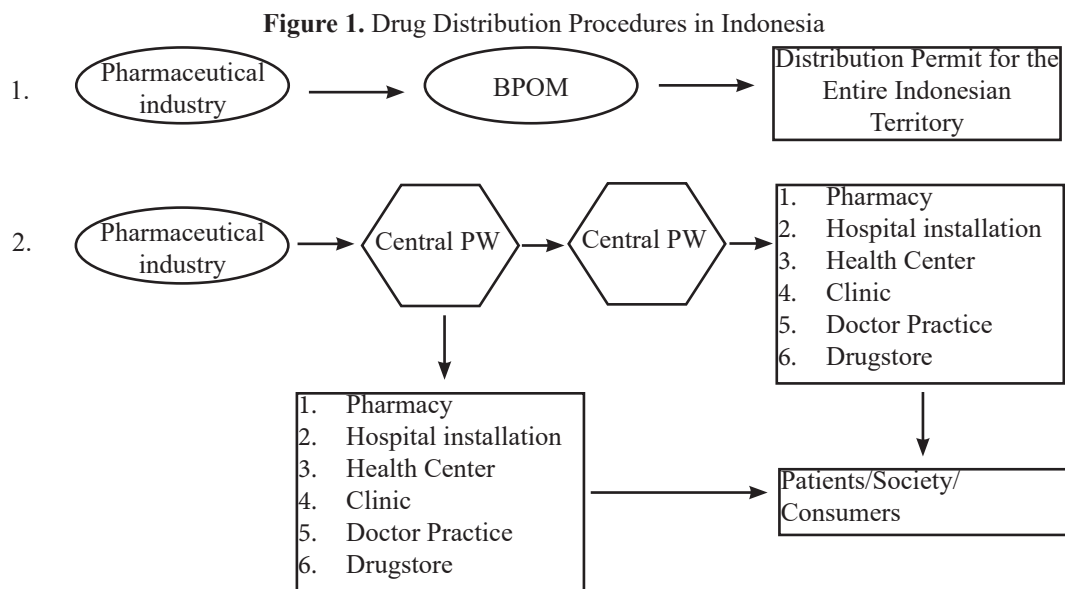 Figure 1. Drug Distribution Procedures in Indonesia
1.
Pharmaceutical
industry
BPOM
Distribution Permit for the
Entire Indonesian
Territory
2.
Pharmaceutical
industry
Central PW
Central PW
1. Pharmacy
2. Hospital installation
3. Health Center
4. Clinic
5. Doctor Practice
6. Drugstore
1. Pharmacy
2. Hospital installation
3. Health Center
4. Clinic
5. Doctor Practice
6. Drugstore
Patients/Society/
Consumers